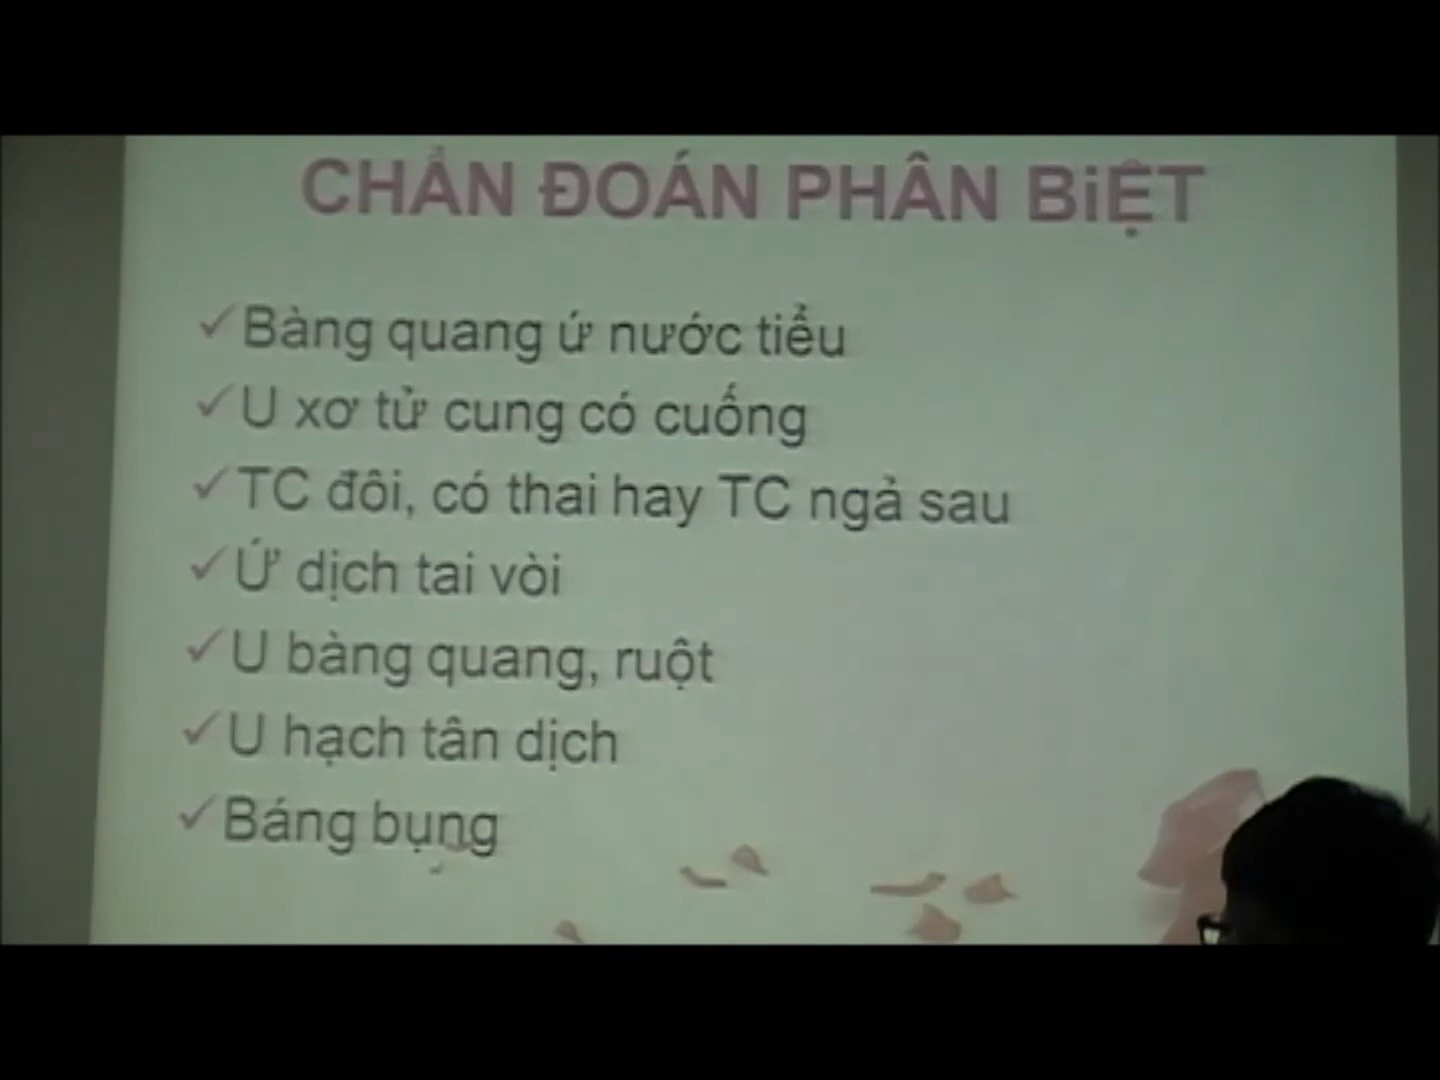 CHẨN ĐOÁN PHÂN BiỆT
✓Bàng quang ứ nước tiểu
✓U xơ tử cung có cuống
✓TC đôi, có thai hay TC ngả sau
✓Ứ dịch tai vòi
✓U bàng quang, ruột
✓U hạch tân dịch
✓Báng bụng